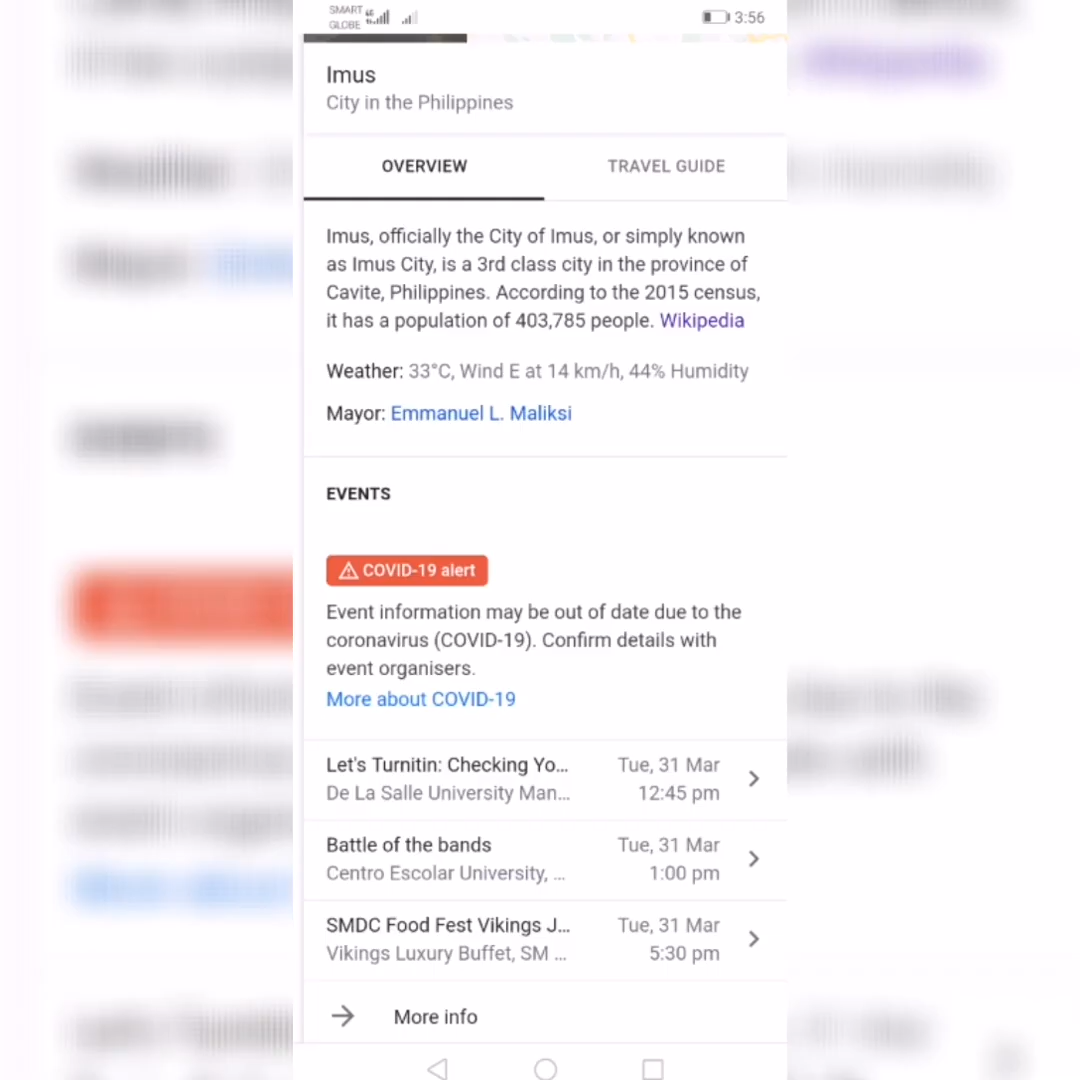 SMART
GLOBE
4G
3:56
Imus
City in the Philippines
OVERVIEW
TRAVEL GUIDE
Imus, officially the City of Imus, or simply known
as Imus City, is a 3rd class city in the province of
Cavite, Philippines. According to the 2015 census,
it has a population of 403,785 people. Wikipedia
Weather: 33°C, Wind E at 14 km/h, 44% Humidity
Mayor: Emmanuel L. Maliksi
EVENTS
COVID-19 alert
Event information may be out of date due to the
coronavirus (COVID-19). Confirm details with
event organisers.
More about COVID-19
Let's Turnitin: Checking Yo... Tue, 31 Mar
De La Salle University Man... 12:45 pm
Battle of the bands Tue, 31 Mar
Centro Escolar University, ... 1:00 pm
SMDC Food Fest Vikings J... Tue, 31 Mar
Vikings Luxury Buffet, SM ... 5:30 pm
More info